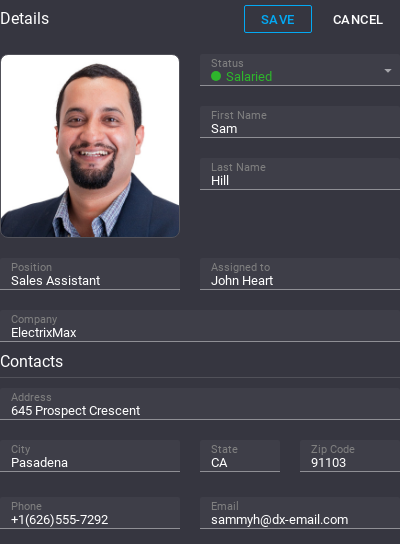 Details
SAVE
CANCEL
Status
Salaried
First Name
Sam
Last Name
Hill
Position
Sales Assistant
Assigned to
John Heart
Company
ElectrixMax
Contacts
Address
645 Prospect Crescent
City
Pasadena
State
CA
Zip Code
91103
Phone
+1(626)555-7292
Email
sammyh@dx-email.com